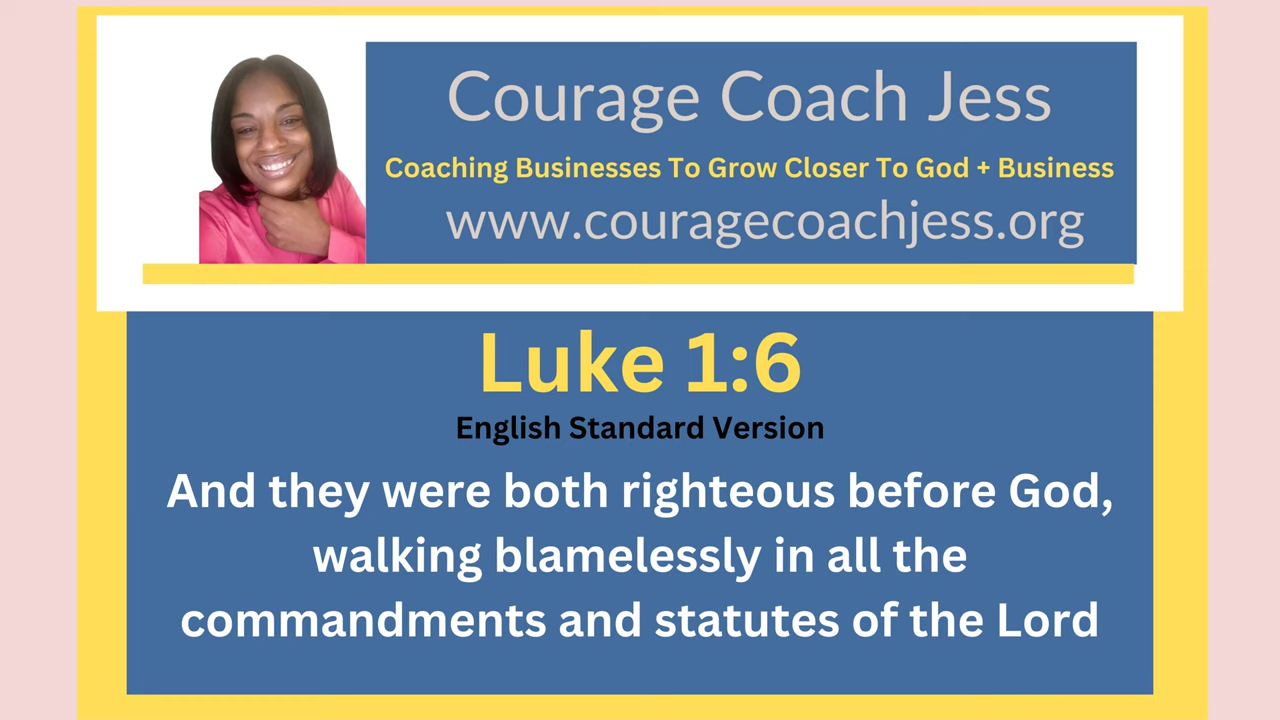 Courage Coach Jess
Coaching Businesses To Grow Closer To God + Business
www.couragecoachjess.org
Luke 1:6
English Standard Version
And they were both righteous before God,
walking blamelessly in all the
commandments and statutes of the Lord